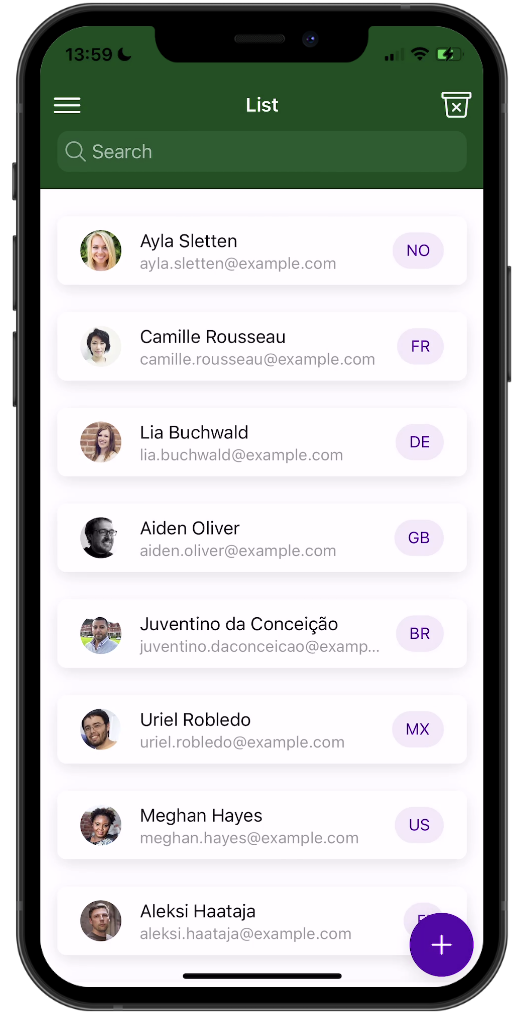 13:59
List
Search
Ayla Sletten
ayla.sletten@example.com
NO
Camille Rousseau
camille.rousseau@example.com
FR
Lia Buchwald
lia.buchwald@example.com
DE
Aiden Oliver
aiden.oliver@example.com
GB
Juventino da Conceição
juventino.daconceicao@examp...
BR
Uriel Robledo
uriel.robledo@example.com
MX
Meghan Hayes
meghan.hayes@example.com
US
Aleksi Haataja
aleksi.haataja@example.com